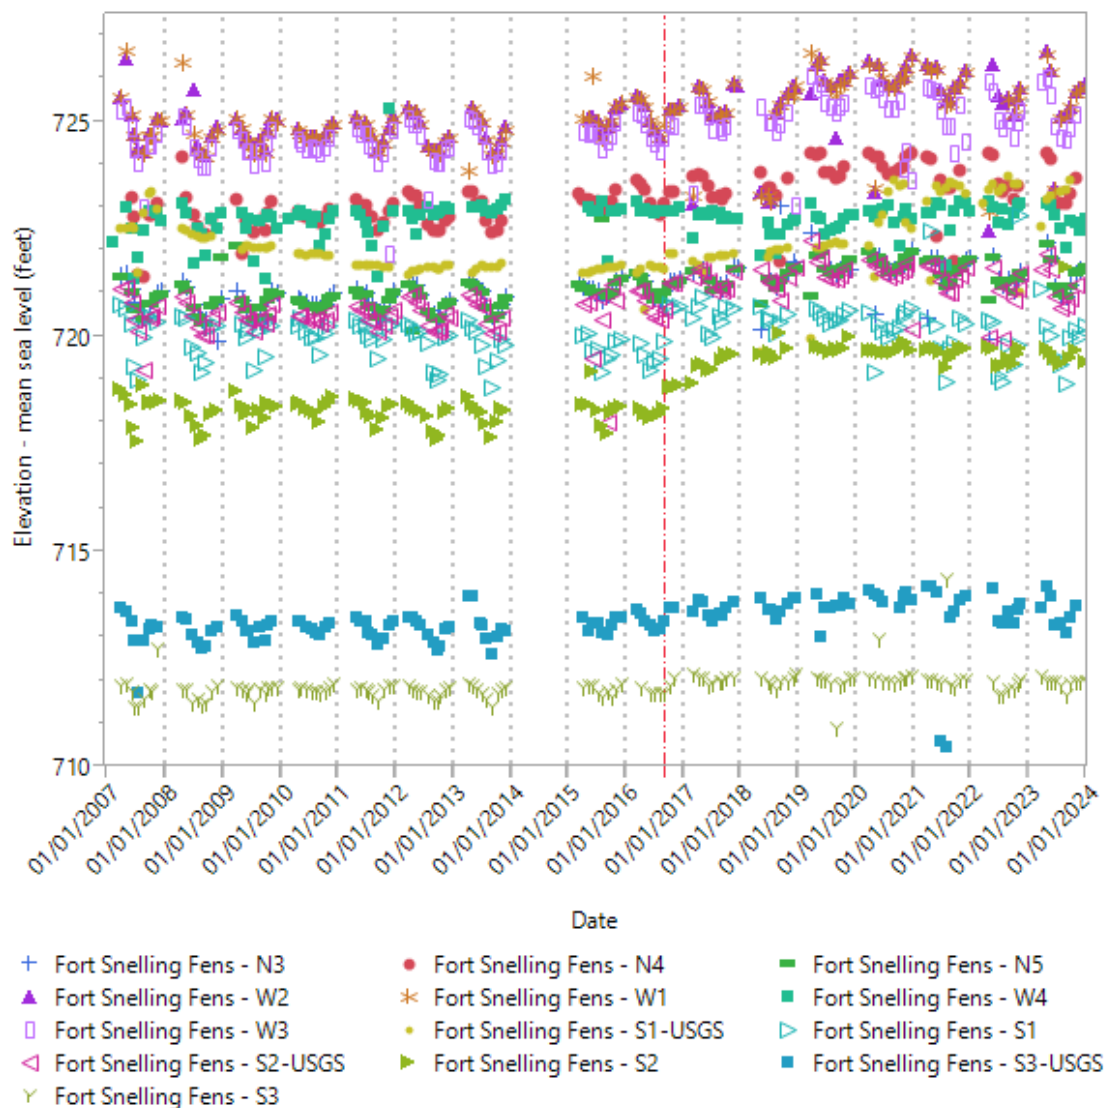 Elevation - mean sea level (feet)
725
720
715
710
01/01/2007
01/01/2008
01/01/2009
01/01/2010
01/01/2011
01/01/2012
01/01/2013
01/01/2014
01/01/2015
01/01/2016
01/01/2017
01/01/2018
01/01/2019
01/01/2020
01/01/2021
01/01/2022
01/01/2023
01/01/2024
Date
Fort Snelling Fens - N3
Fort Snelling Fens - N4
Fort Snelling Fens - N5
Fort Snelling Fens - W2
Fort Snelling Fens - W1
Fort Snelling Fens - W4
Fort Snelling Fens - W3
Fort Snelling Fens - S1-USGS
Fort Snelling Fens - S1
Fort Snelling Fens - S2-USGS
Fort Snelling Fens - S2
Fort Snelling Fens - S3-USGS
Fort Snelling Fens - S3